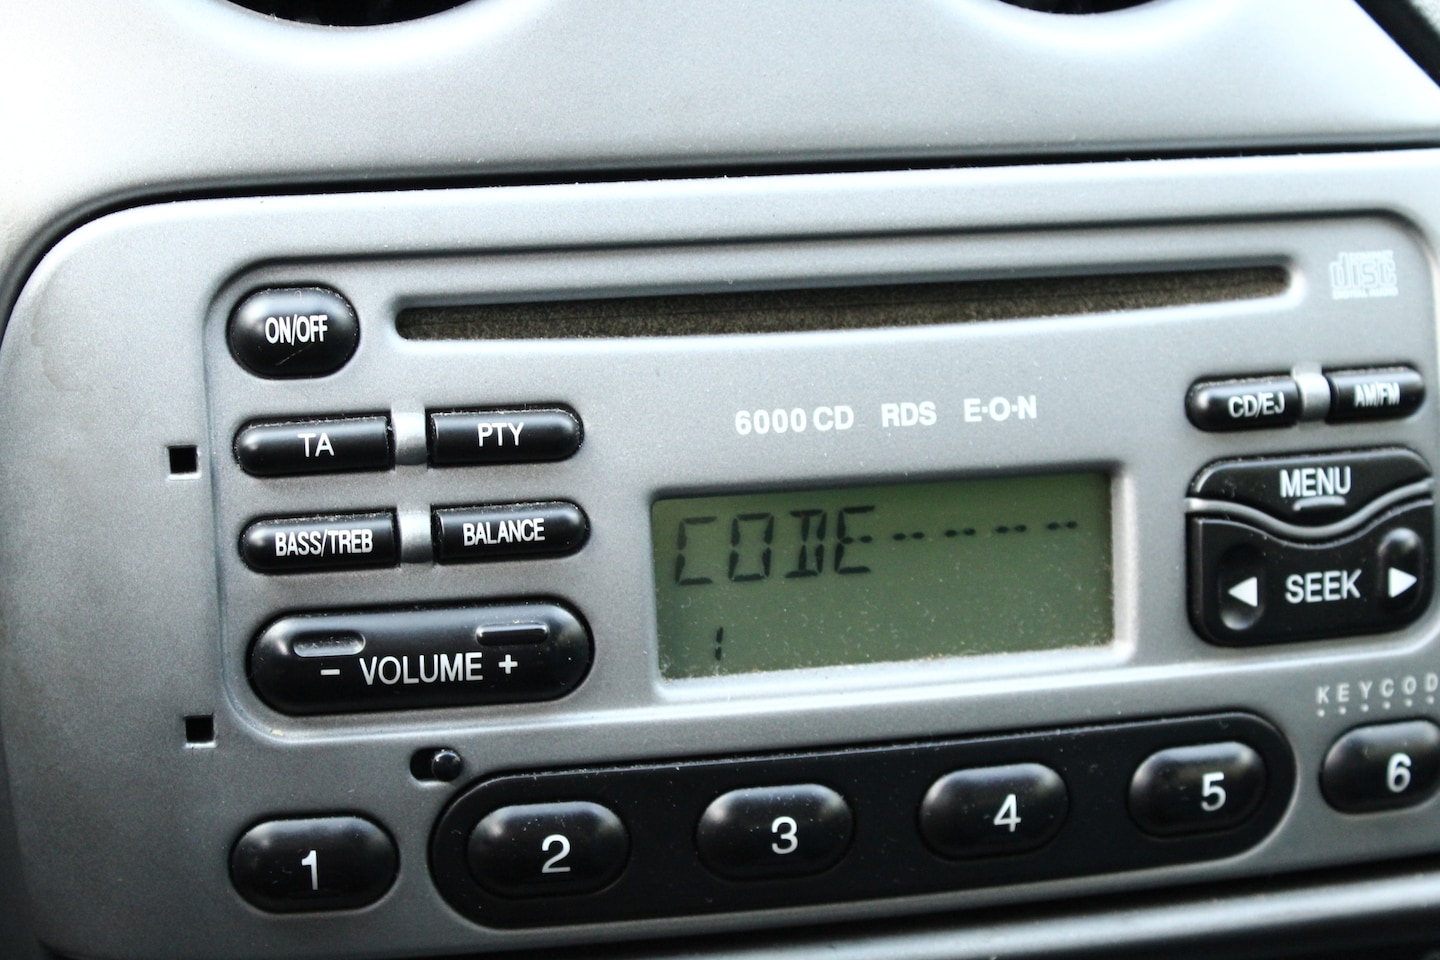 ON/OFF
disc
TA PTY
6000 CD RDS E·O·N
CD/EJ AM/FM
BASS/TREB BALANCE
CODE----
1
MENU
SEEK
- VOLUME +
KEYCOD
1 2 3 4 5 6